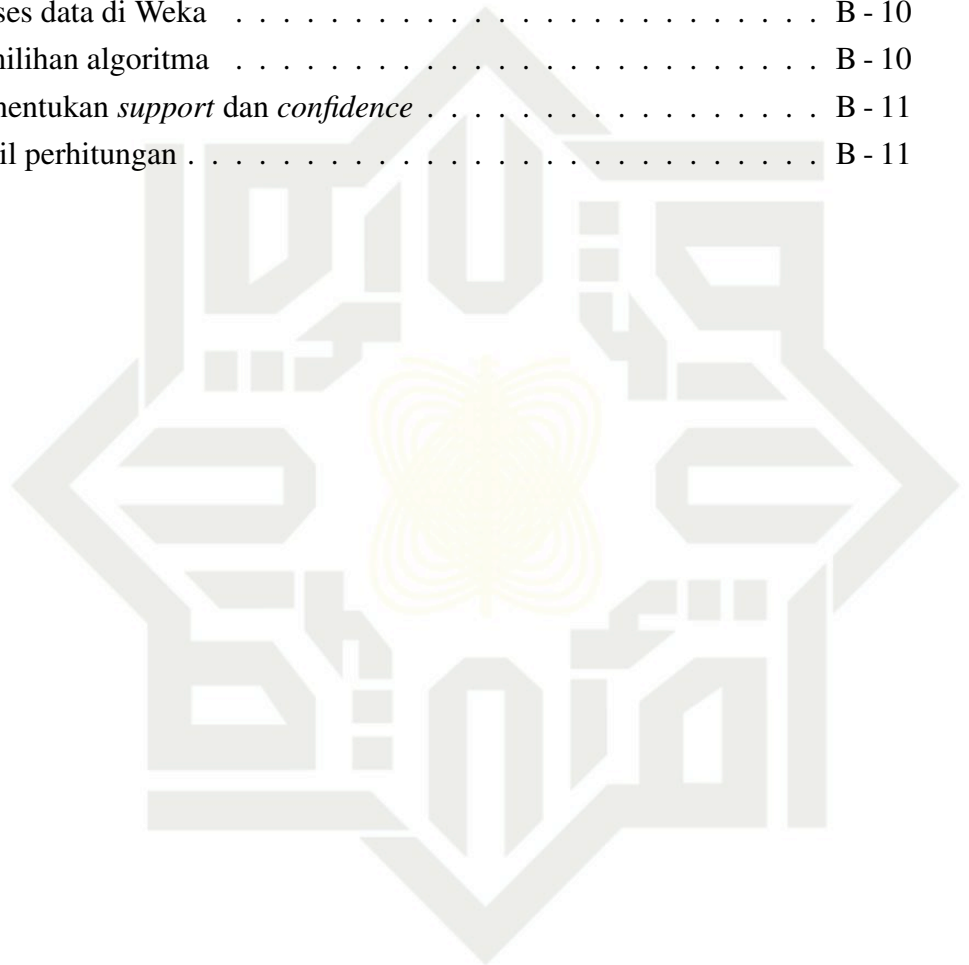 ses data di Weka . . . . . . . . . . . . . . . . . . . . . . . . . B - 10
nilihan algoritma . . . . . . . . . . . . . . . . . . . . . . . . . B - 10
nentukan support dan confidence . . . . . . . . . . . . . . . . . B - 11
il perhitungan . . . . . . . . . . . . . . . . . . . . . . . . . . . B - 11